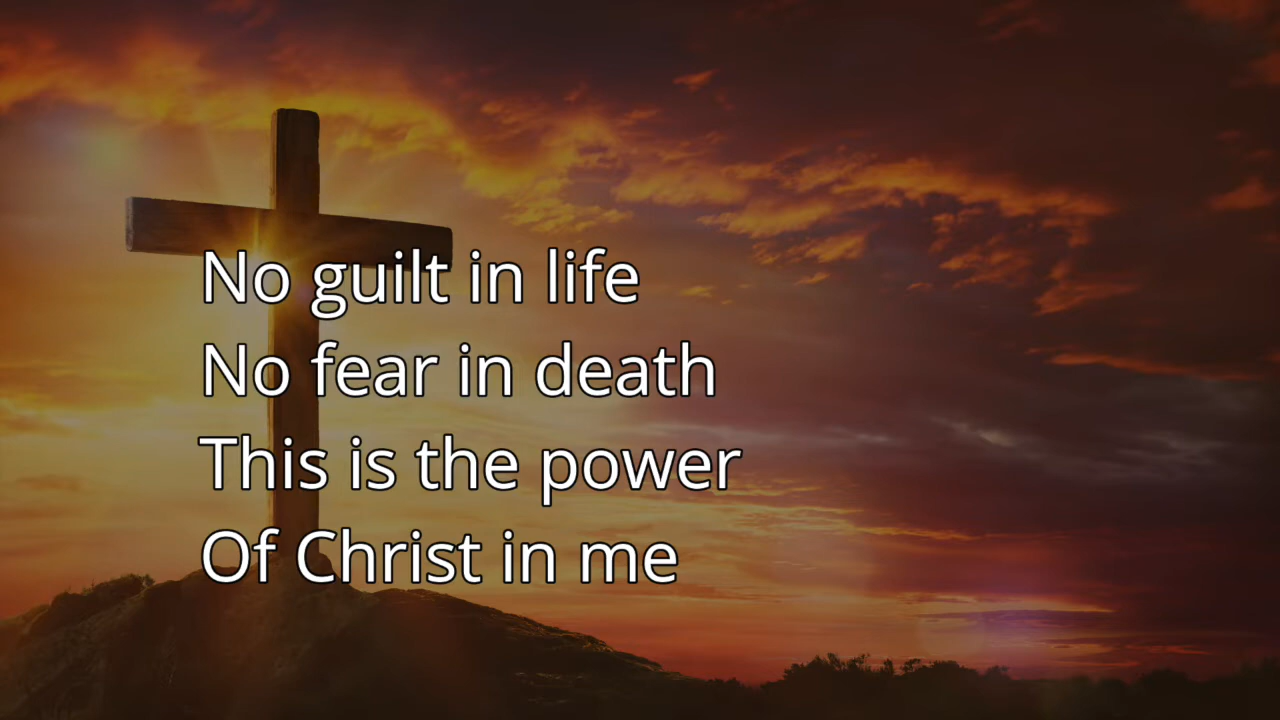 No guilt in life
No fear in death
This is the power
Of Christ in me